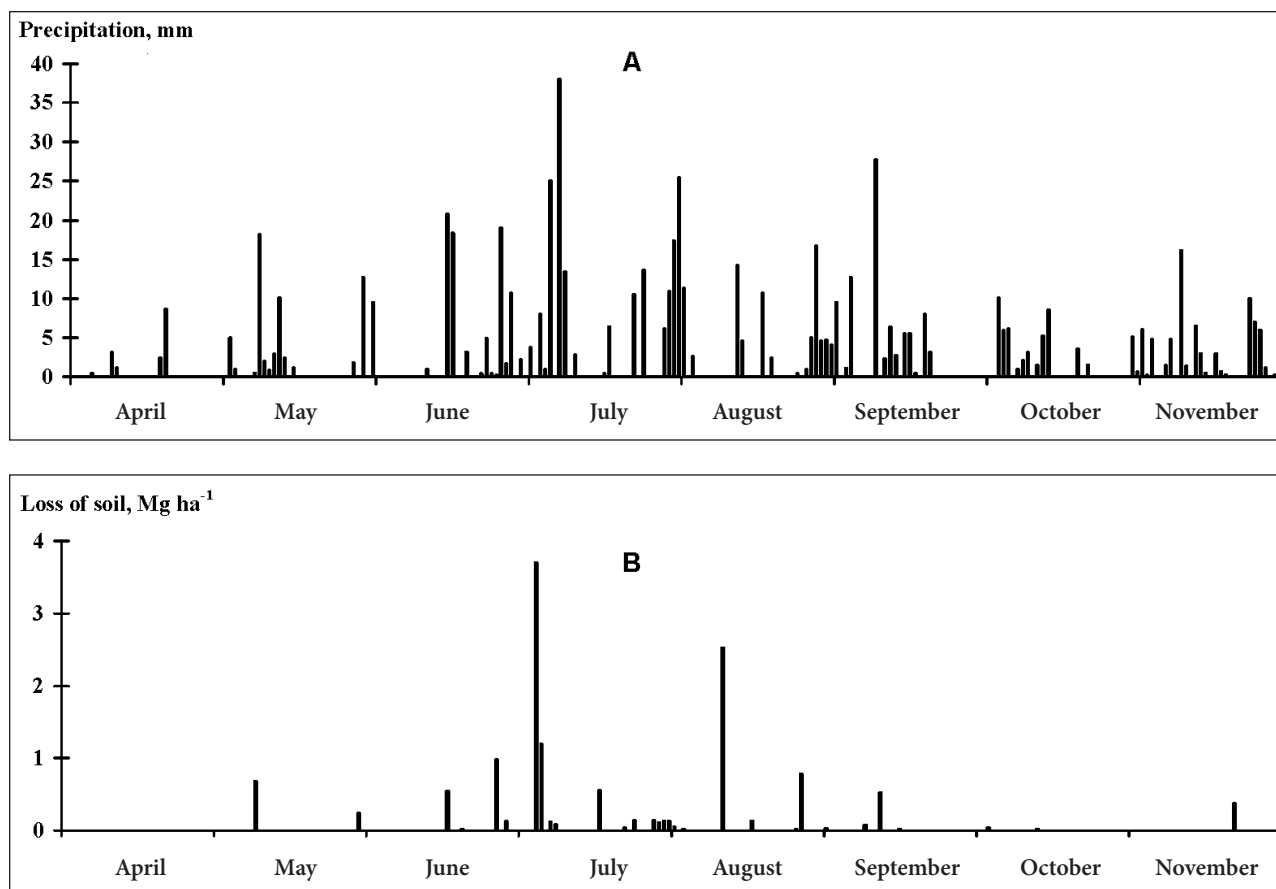 Precipitation, mm
A
40
35
30
25
20
15
10
5
0
April May June July August September October November
Loss of soil, Mg ha⁻¹
B
4
3
2
1
0
April May June July August September October November